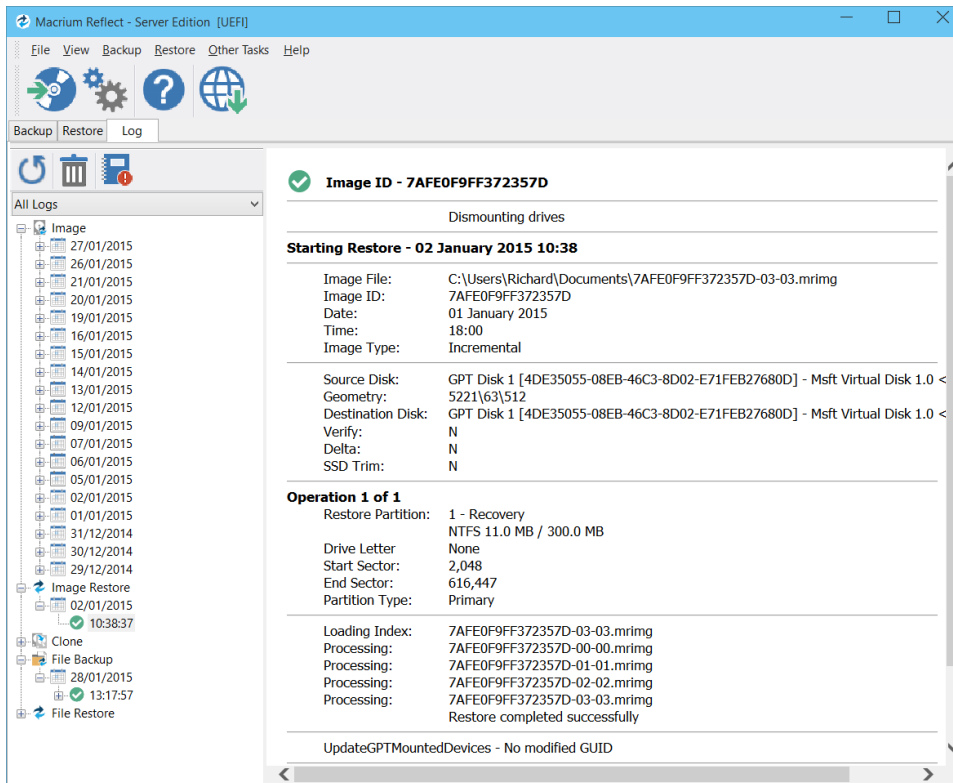 Macrium Reflect - Server Edition [UEFI]
File View Backup Restore Other Tasks Help
Backup Restore Log
All Logs
Image
27/01/2015
26/01/2015
21/01/2015
20/01/2015
19/01/2015
16/01/2015
15/01/2015
14/01/2015
13/01/2015
12/01/2015
09/01/2015
07/01/2015
06/01/2015
05/01/2015
02/01/2015
01/01/2015
31/12/2014
30/12/2014
29/12/2014
Image Restore
02/01/2015
10:38:37
Clone
File Backup
28/01/2015
13:17:57
File Restore
Image ID - 7AFE0F9FF372357D
Dismounting drives
Starting Restore - 02 January 2015 10:38
Image File: C:\Users\Richard\Documents\7AFE0F9FF372357D-03-03.mrimg
Image ID: 7AFE0F9FF372357D
Date: 01 January 2015
Time: 18:00
Image Type: Incremental
Source Disk: GPT Disk 1 [4DE35055-08EB-46C3-8D02-E71FEB27680D] - Msft Virtual Disk 1.0 <
Geometry: 5221\63\512
Destination Disk: GPT Disk 1 [4DE35055-08EB-46C3-8D02-E71FEB27680D] - Msft Virtual Disk 1.0 <
Verify: N
Delta: N
SSD Trim: N
Operation 1 of 1
Restore Partition: 1 - Recovery
NTFS 11.0 MB / 300.0 MB
Drive Letter None
Start Sector: 2,048
End Sector: 616,447
Partition Type: Primary
Loading Index: 7AFE0F9FF372357D-03-03.mrimg
Processing: 7AFE0F9FF372357D-00-00.mrimg
Processing: 7AFE0F9FF372357D-01-01.mrimg
Processing: 7AFE0F9FF372357D-02-02.mrimg
Processing: 7AFE0F9FF372357D-03-03.mrimg
Restore completed successfully
UpdateGPTMountedDevices - No modified GUID